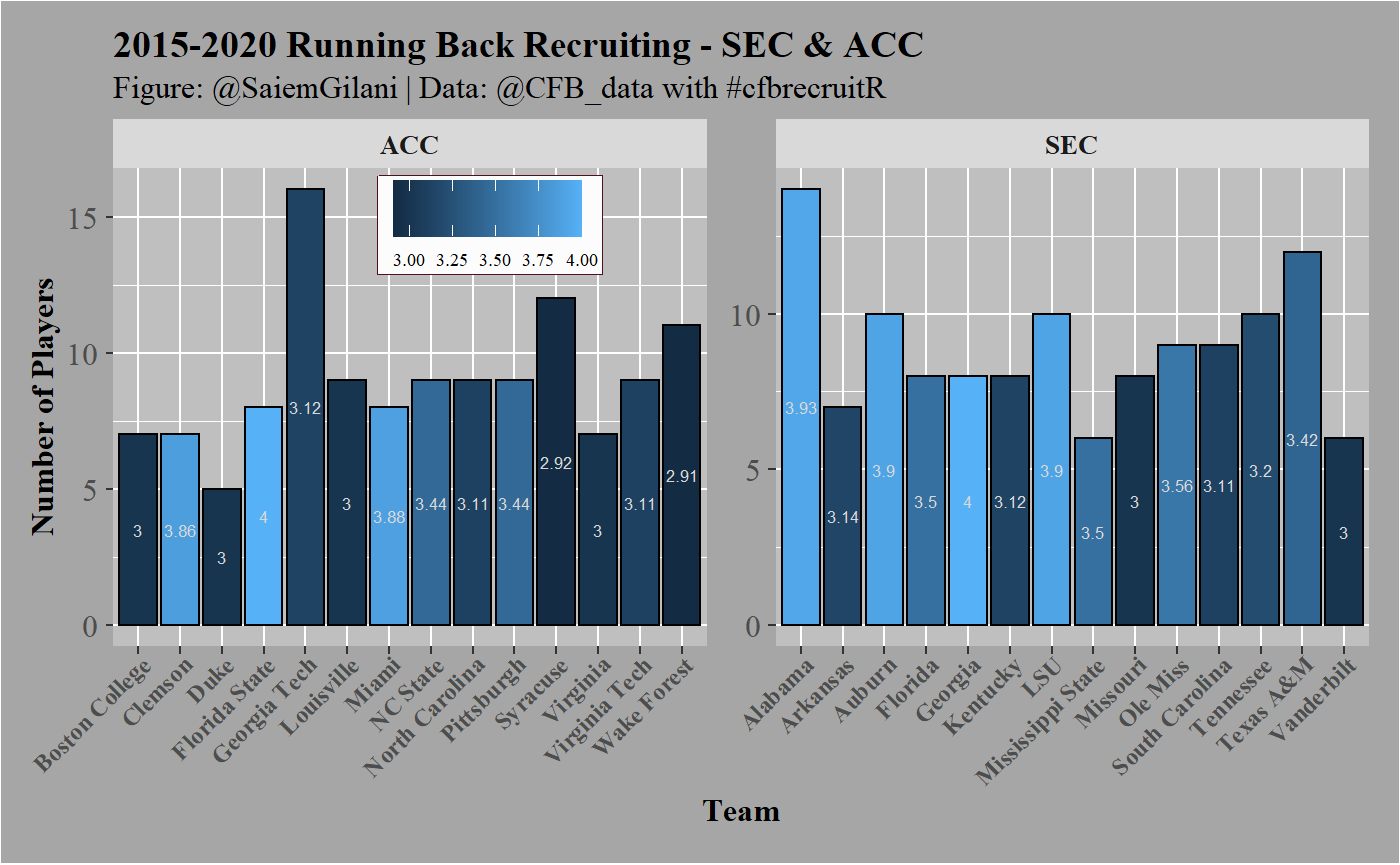 2015-2020 Running Back Recruiting - SEC & ACC
Figure: @SaiemGilani | Data: @CFB_data with #cfbrecruitR
ACC
SEC
3.00 3.25 3.50 3.75 4.00
Number of Players
15
10
5
0
3
3.86
3
4
3.12
3
3.88
3.44
3.11
3.44
2.92
3
3.11
2.91
Boston College
Clemson
Duke
Florida State
Georgia Tech
Louisville
Miami
NC State
North Carolina
Pittsburgh
Syracuse
Virginia
Virginia Tech
Wake Forest
10
5
0
3.93
3.14
3.9
3.5
4
3.12
3.9
3.5
3
3.56
3.11
3.2
3.42
3
Alabama
Arkansas
Auburn
Florida
Georgia
Kentucky
LSU
Mississippi State
Missouri
Ole Miss
South Carolina
Tennessee
Texas A&M
Vanderbilt
Team